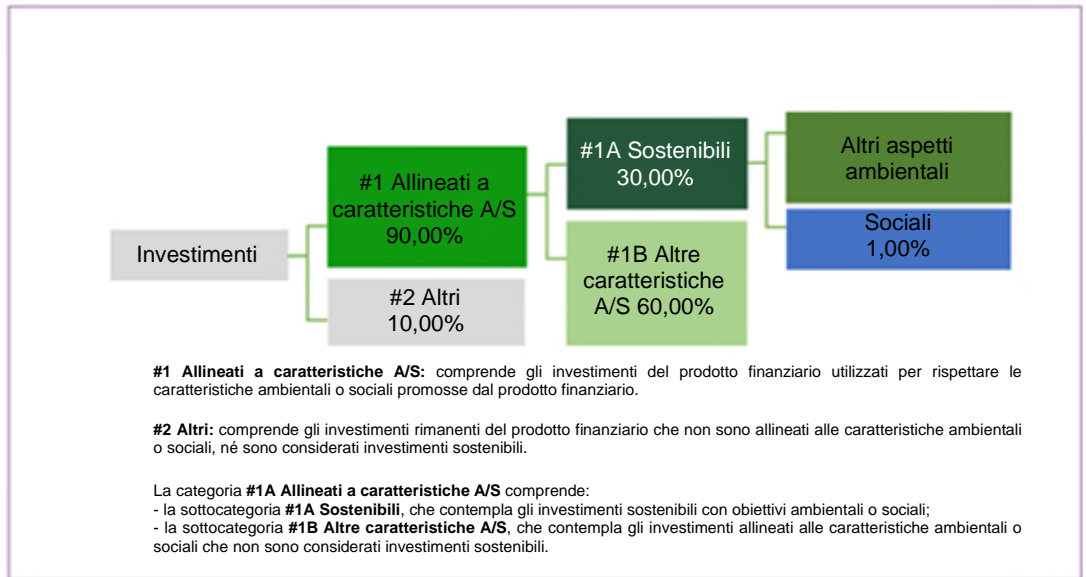 Investimenti
#1 Allineati a
caratteristiche A/S
90,00%
#2 Altri
10,00%
#1A Sostenibili
30,00%
#1B Altre
caratteristiche
A/S 60,00%
Altri aspetti
ambientali
Sociali
1,00%
#1 Allineati a caratteristiche A/S: comprende gli investimenti del prodotto finanziario utilizzati per rispettare le
caratteristiche ambientali o sociali promosse dal prodotto finanziario.
#2 Altri: comprende gli investimenti rimanenti del prodotto finanziario che non sono allineati alle caratteristiche ambientali
o sociali, né sono considerati investimenti sostenibili.
La categoria #1A Allineati a caratteristiche A/S comprende:
- la sottocategoria #1A Sostenibili, che contempla gli investimenti sostenibili con obiettivi ambientali o sociali;
- la sottocategoria #1B Altre caratteristiche A/S, che contempla gli investimenti allineati alle caratteristiche ambientali o
sociali che non sono considerati investimenti sostenibili.